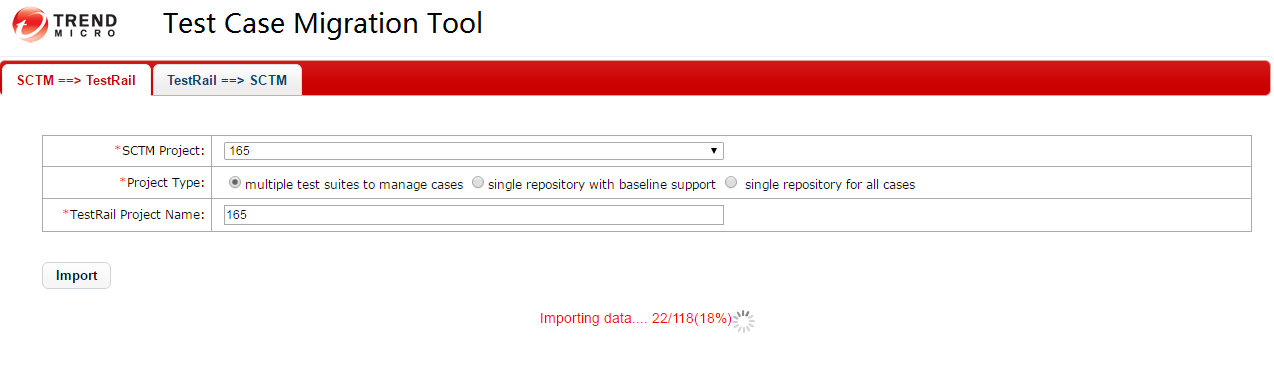 TREND MICRO Test Case Migration Tool
SCTM ==> TestRail TestRail ==> SCTM
*SCTM Project: 165
*Project Type: multiple test suites to manage cases single repository with baseline support single repository for all cases
*TestRail Project Name: 165
Import
Importing data.... 22/118(18%)